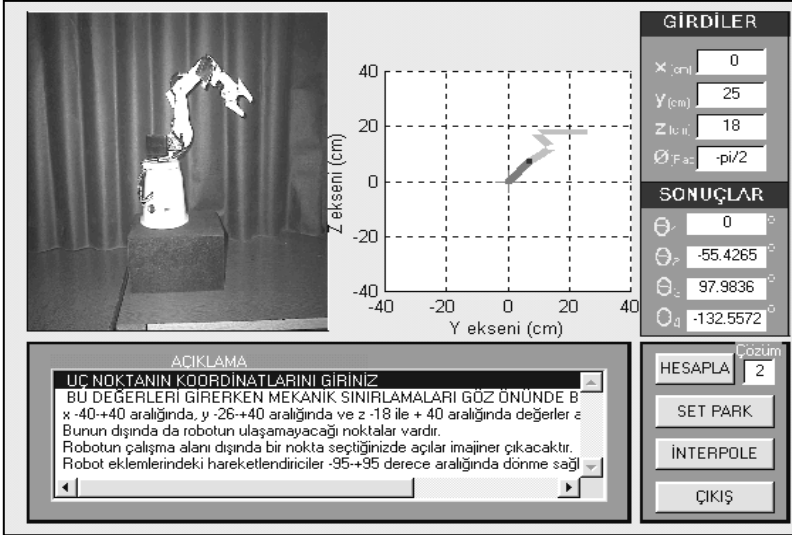 GİRDİLER
x (cm) 0
y (cm) 25
z (cm) 18
Ø -pi/2
SONUÇLAR
θ1 0 °
θ2 -55.4265 °
θ3 97.9836 °
θ4 -132.5572 °
40
20
0
-20
-40
-40 -20 0 20 40
Z ekseni (cm)
Y ekseni (cm)
AÇIKLAMA
UÇ NOKTANIN KOORDİNATLARINI GİRİNİZ
BU DEĞERLERİ GİRERKEN MEKANİK SINIRLAMALARI GÖZ ÖNÜNDE B
x -40-+40 aralığında, y -26-+40 aralığında ve z -18 ile + 40 aralığında değerler a
Bunun dışında da robotun ulaşamayacağı noktalar vardır.
Robotun çalışma alanı dışında bir nokta seçtiğinizde açılar imajiner çıkacaktır.
Robot eklemlerindeki hareketlendiriciler -95-+95 derece aralığında dönme sağl
HESAPLA
Çözüm
2
SET PARK
İNTERPOLE
ÇIKIŞ